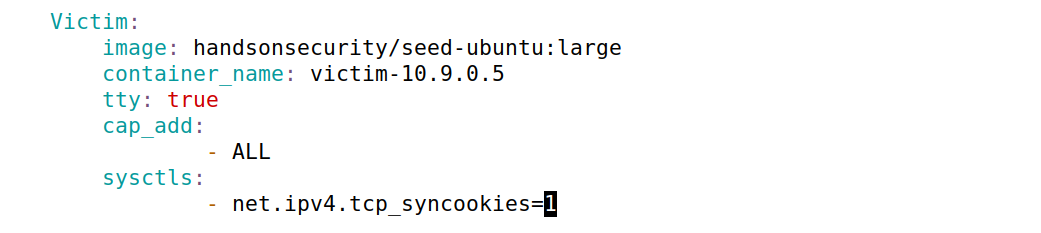 Victim:
image: handsonsecurity/seed-ubuntu:large
container_name: victim-10.9.0.5
tty: true
cap_add:
- ALL
sysctls:
- net.ipv4.tcp_syncookies=1